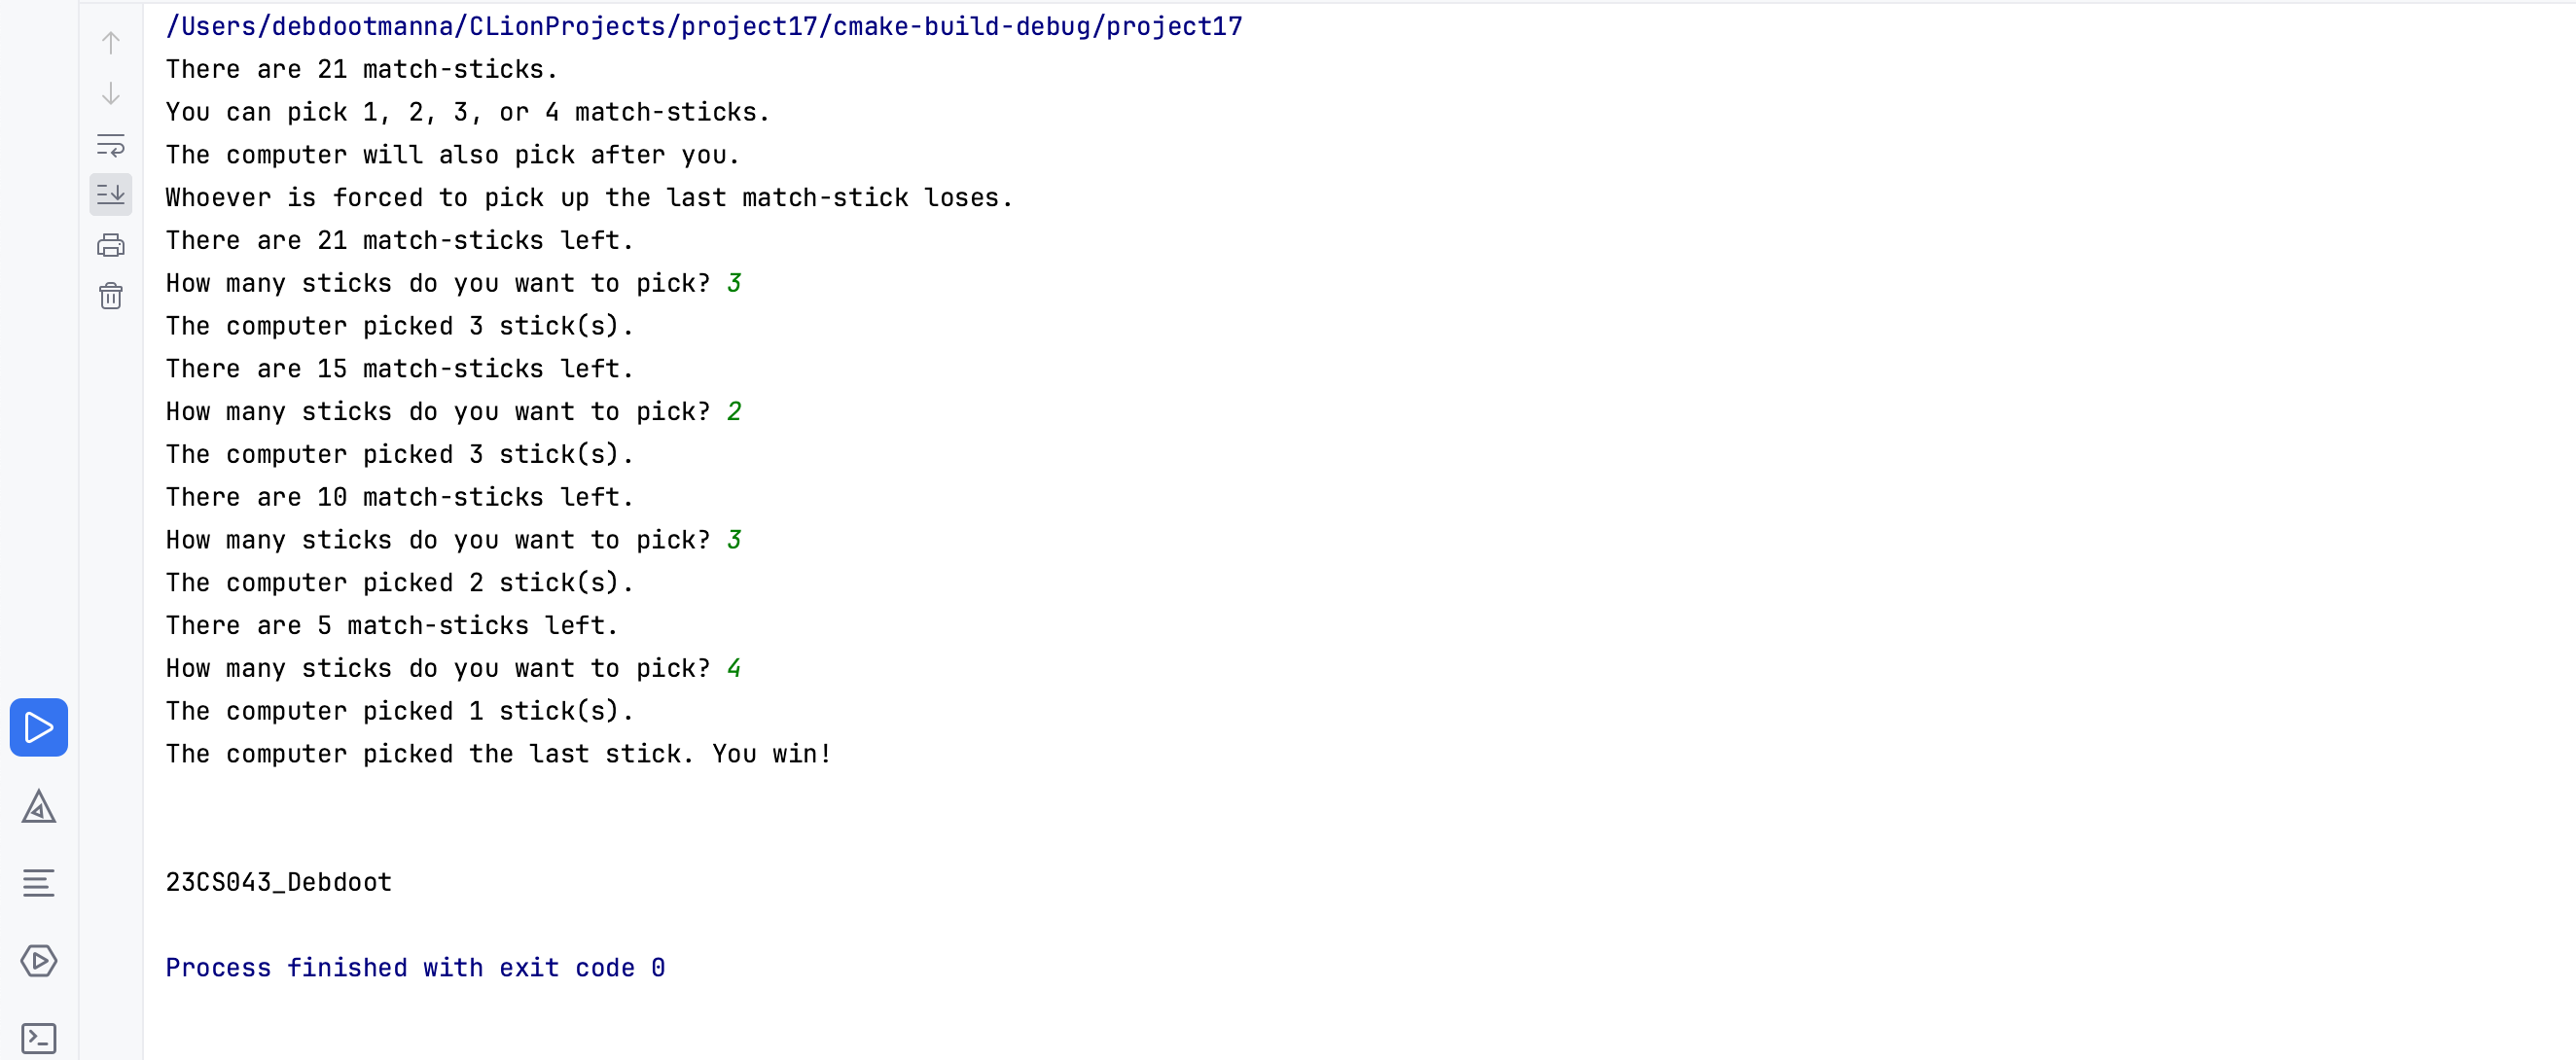 /Users/debdootmanna/CLionProjects/project17/cmake-build-debug/project17
There are 21 match-sticks.
You can pick 1, 2, 3, or 4 match-sticks.
The computer will also pick after you.
Whoever is forced to pick up the last match-stick loses.
There are 21 match-sticks left.
How many sticks do you want to pick? 3
The computer picked 3 stick(s).
There are 15 match-sticks left.
How many sticks do you want to pick? 2
The computer picked 3 stick(s).
There are 10 match-sticks left.
How many sticks do you want to pick? 3
The computer picked 2 stick(s).
There are 5 match-sticks left.
How many sticks do you want to pick? 4
The computer picked 1 stick(s).
The computer picked the last stick. You win!
23CS043_Debdoot
Process finished with exit code 0